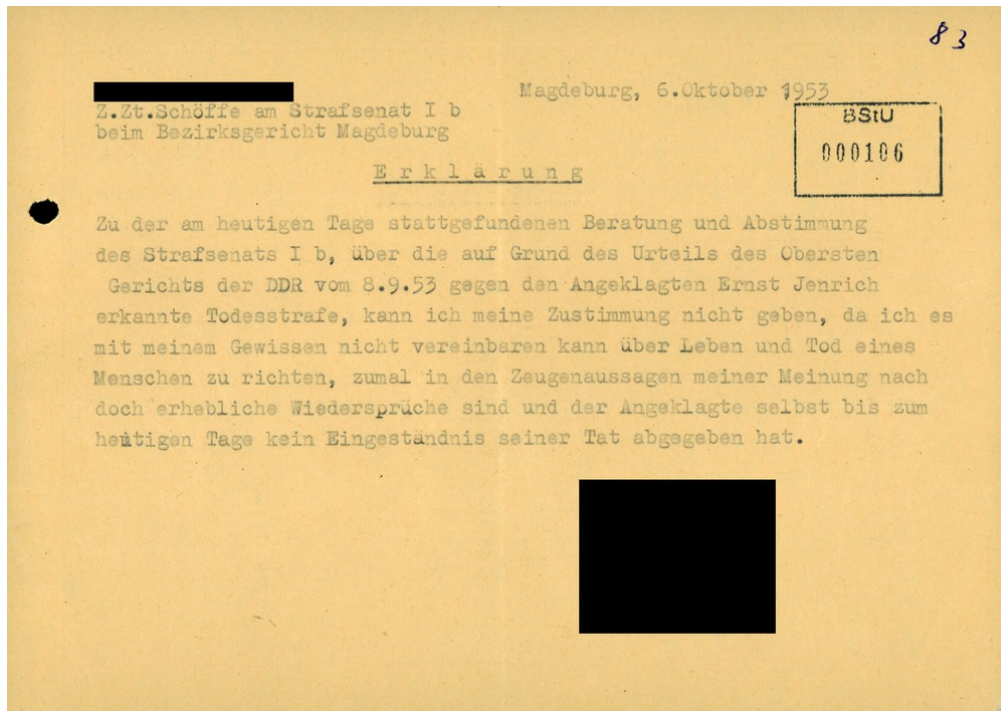 83
Magdeburg, 6.Oktober 1953
Z.Zt.Schöffe am Strafsenat I b
beim Bezirksgericht Magdeburg
BStU
000106
E r k l ä r u n g
Zu der am heutigen Tage stattgefundenen Beratung und Abstimmung
des Strafsenats I b, über die auf Grund des Urteils des Obersten
Gerichts der DDR vom 8.9.53 gegen den Angeklagten Ernst Jenrich
erkannte Todesstrafe, kann ich meine Zustimmung nicht geben, da ich es
mit meinem Gewissen nicht vereinbaren kann über Leben und Tod eines
Menschen zu richten, zumal in den Zeugenaussagen meiner Meinung nach
doch erhebliche Wiedersprüche sind und der Angeklagte selbst bis zum
heutigen Tage kein Eingeständnis seiner Tat abgegeben hat.